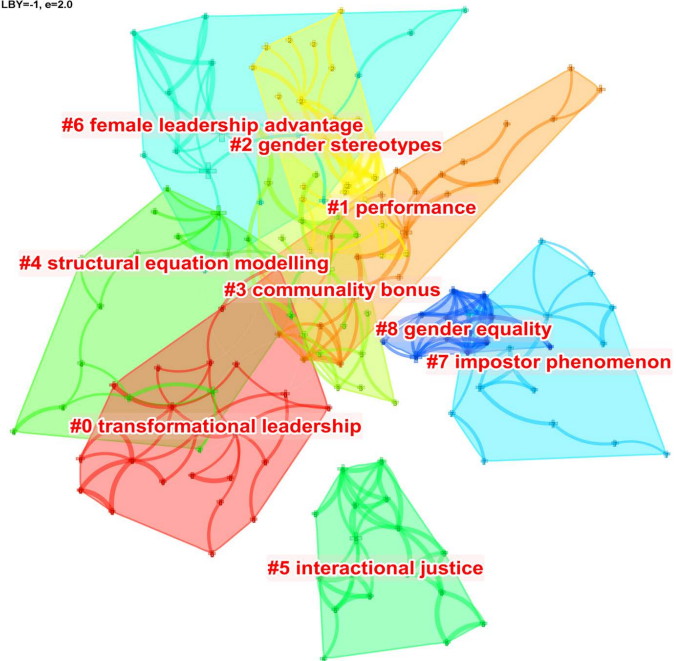 LBY=-1, e=2.0
#6 female leadership advantage
#2 gender stereotypes
#1 performance
#4 structural equation modelling
#3 communality bonus
#8 gender equality
#7 impostor phenomenon
#0 transformational leadership
#5 interactional justice